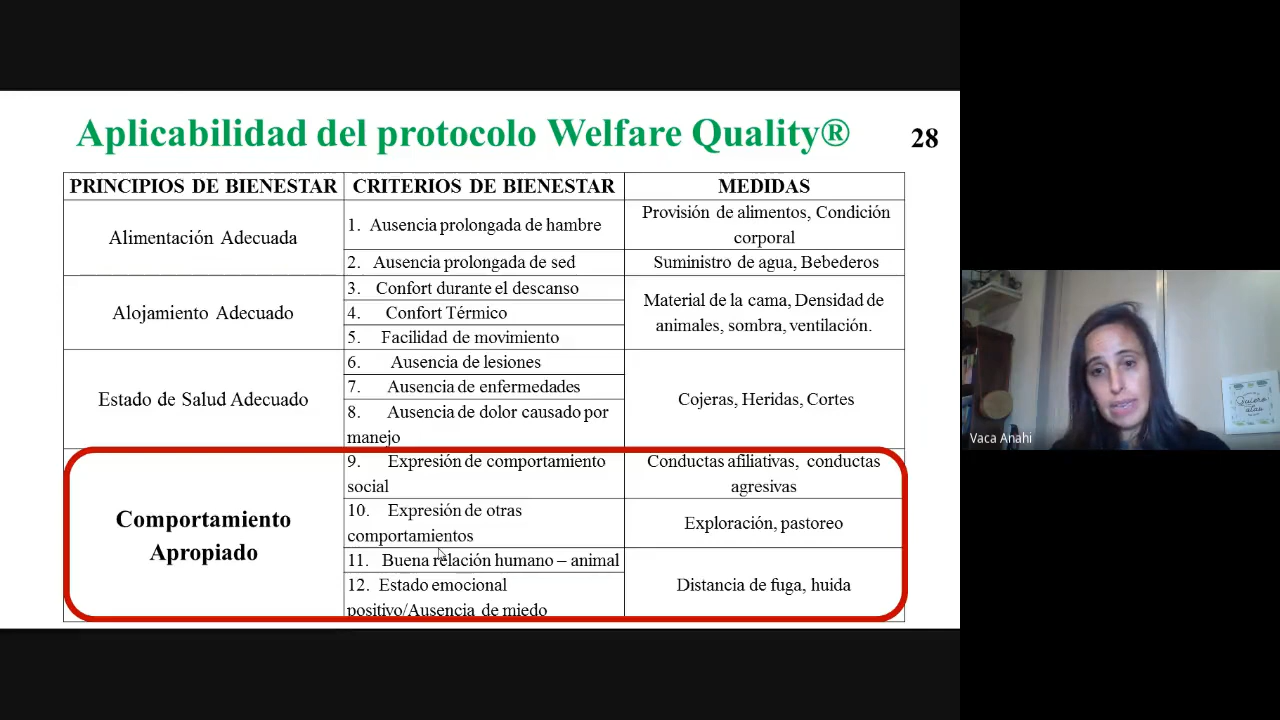 Aplicabilidad del protocolo Welfare Quality®
28
PRINCIPIOS DE BIENESTAR
CRITERIOS DE BIENESTAR
MEDIDAS
Alimentación Adecuada
1. Ausencia prolongada de hambre
Provisión de alimentos, Condición
corporal
2. Ausencia prolongada de sed
Suministro de agua, Bebederos
Alojamiento Adecuado
3. Confort durante el descanso
4. Confort Térmico
5. Facilidad de movimiento
Material de la cama, Densidad de
animales, sombra, ventilación.
Estado de Salud Adecuado
6. Ausencia de lesiones
7. Ausencia de enfermedades
8. Ausencia de dolor causado por
manejo
Cojeras, Heridas, Cortes
Comportamiento
Apropiado
9. Expresión de comportamiento
social
Conductas afiliativas, conductas
agresivas
10. Expresión de otras
comportamientos
Exploración, pastoreo
11. Buena relación humano – animal
12. Estado emocional
positivo/Ausencia de miedo
Distancia de fuga, huida
Vaca Anahi